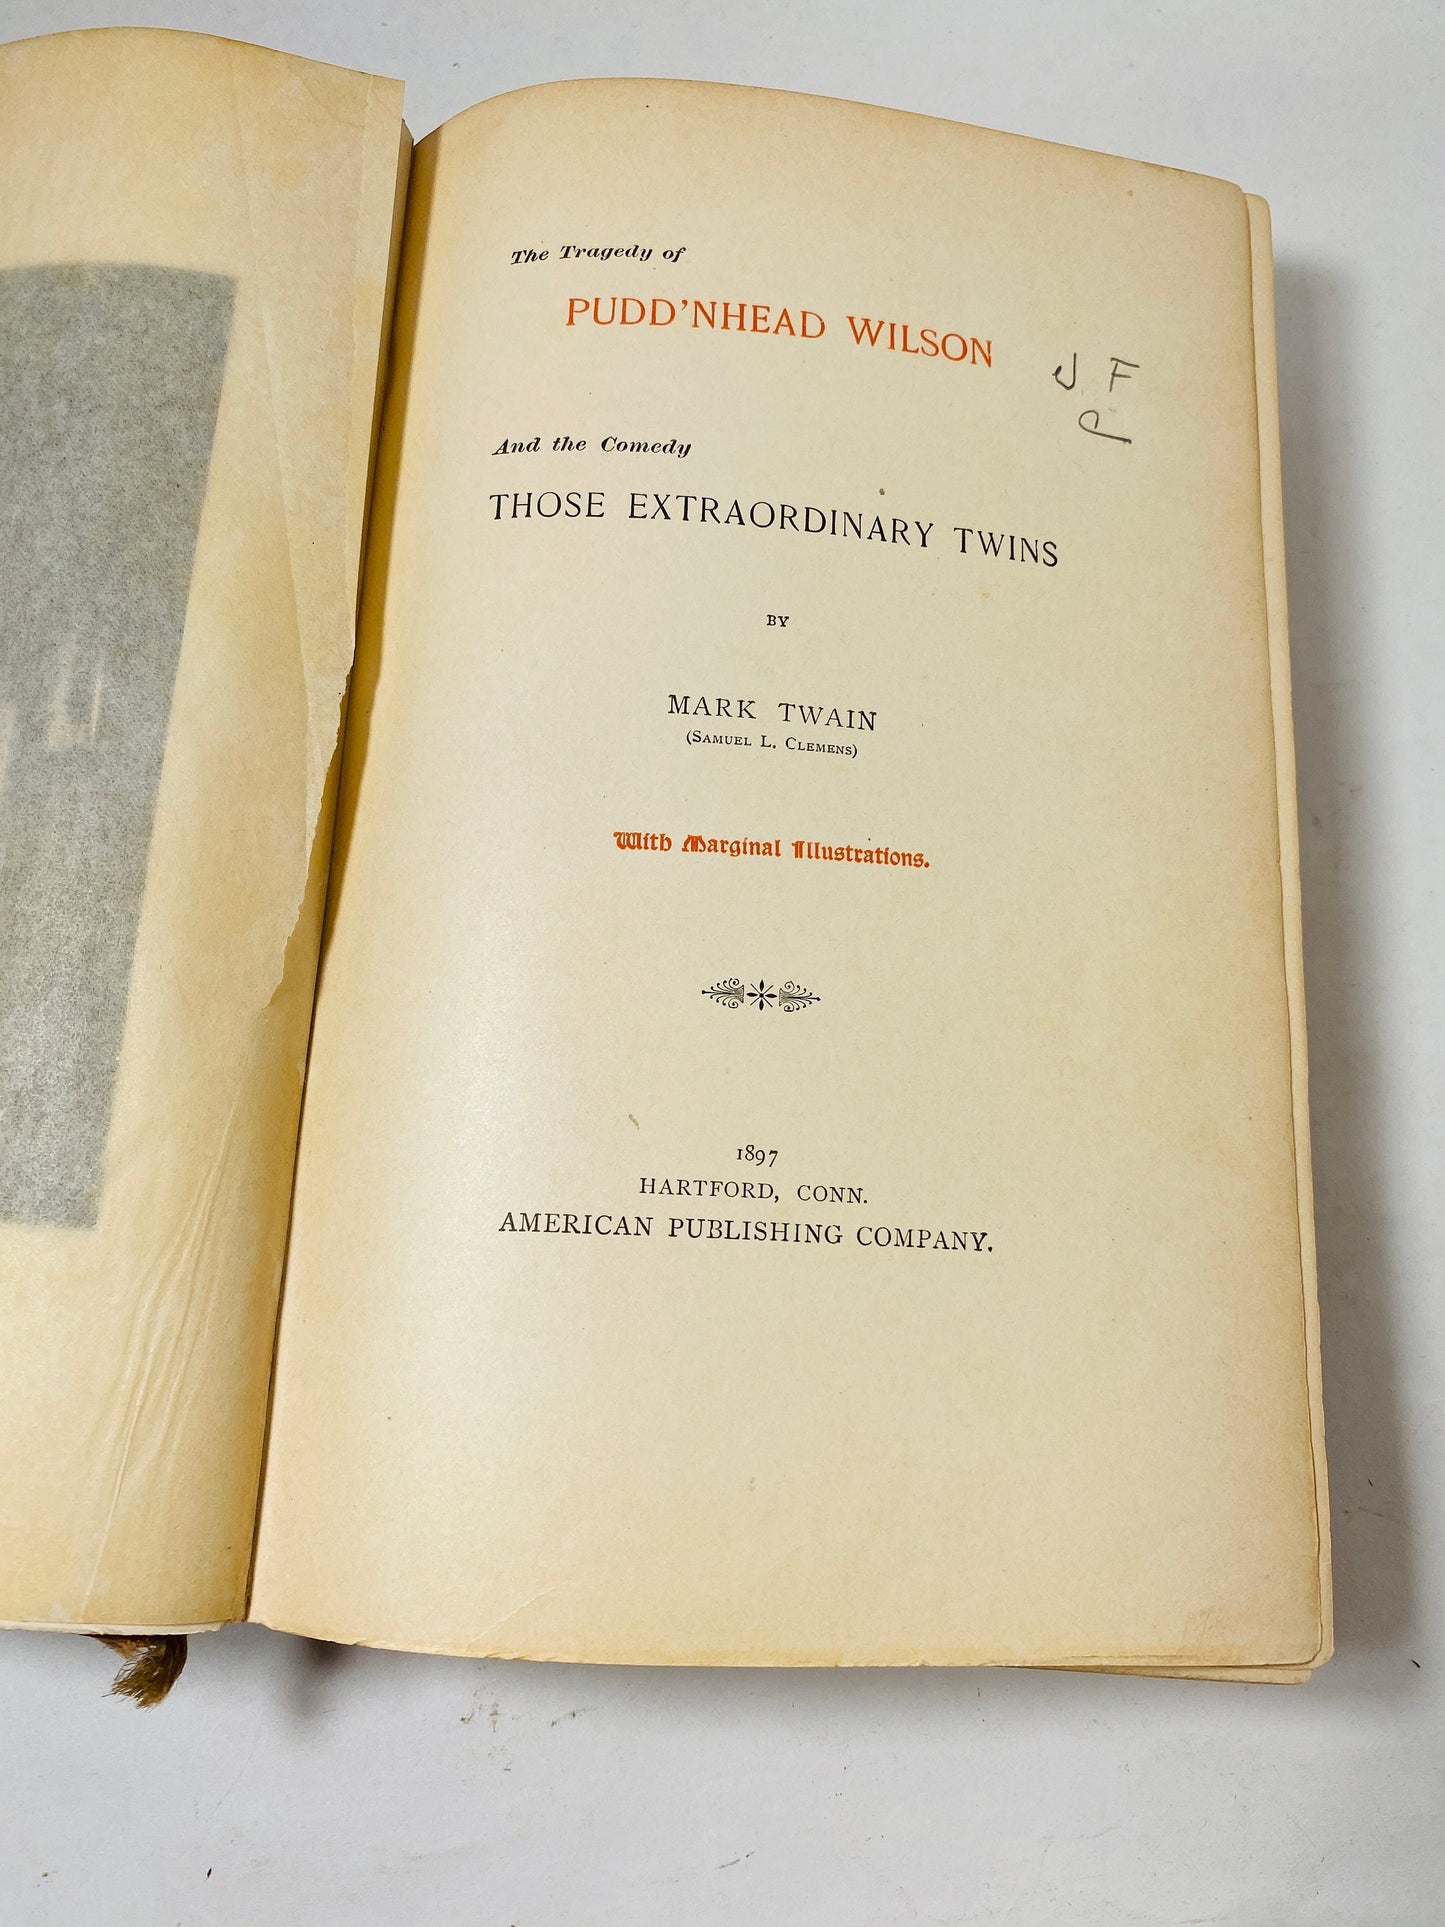 The Tragedy of
PUDD'NHEAD WILSON
J. F
And the Comedy
THOSE EXTRAORDINARY TWINS
BY
MARK TWAIN
(SAMUEL L. CLEMENS)
With Marginal Illustrations.
1897
HARTFORD, CONN.
AMERICAN PUBLISHING COMPANY.